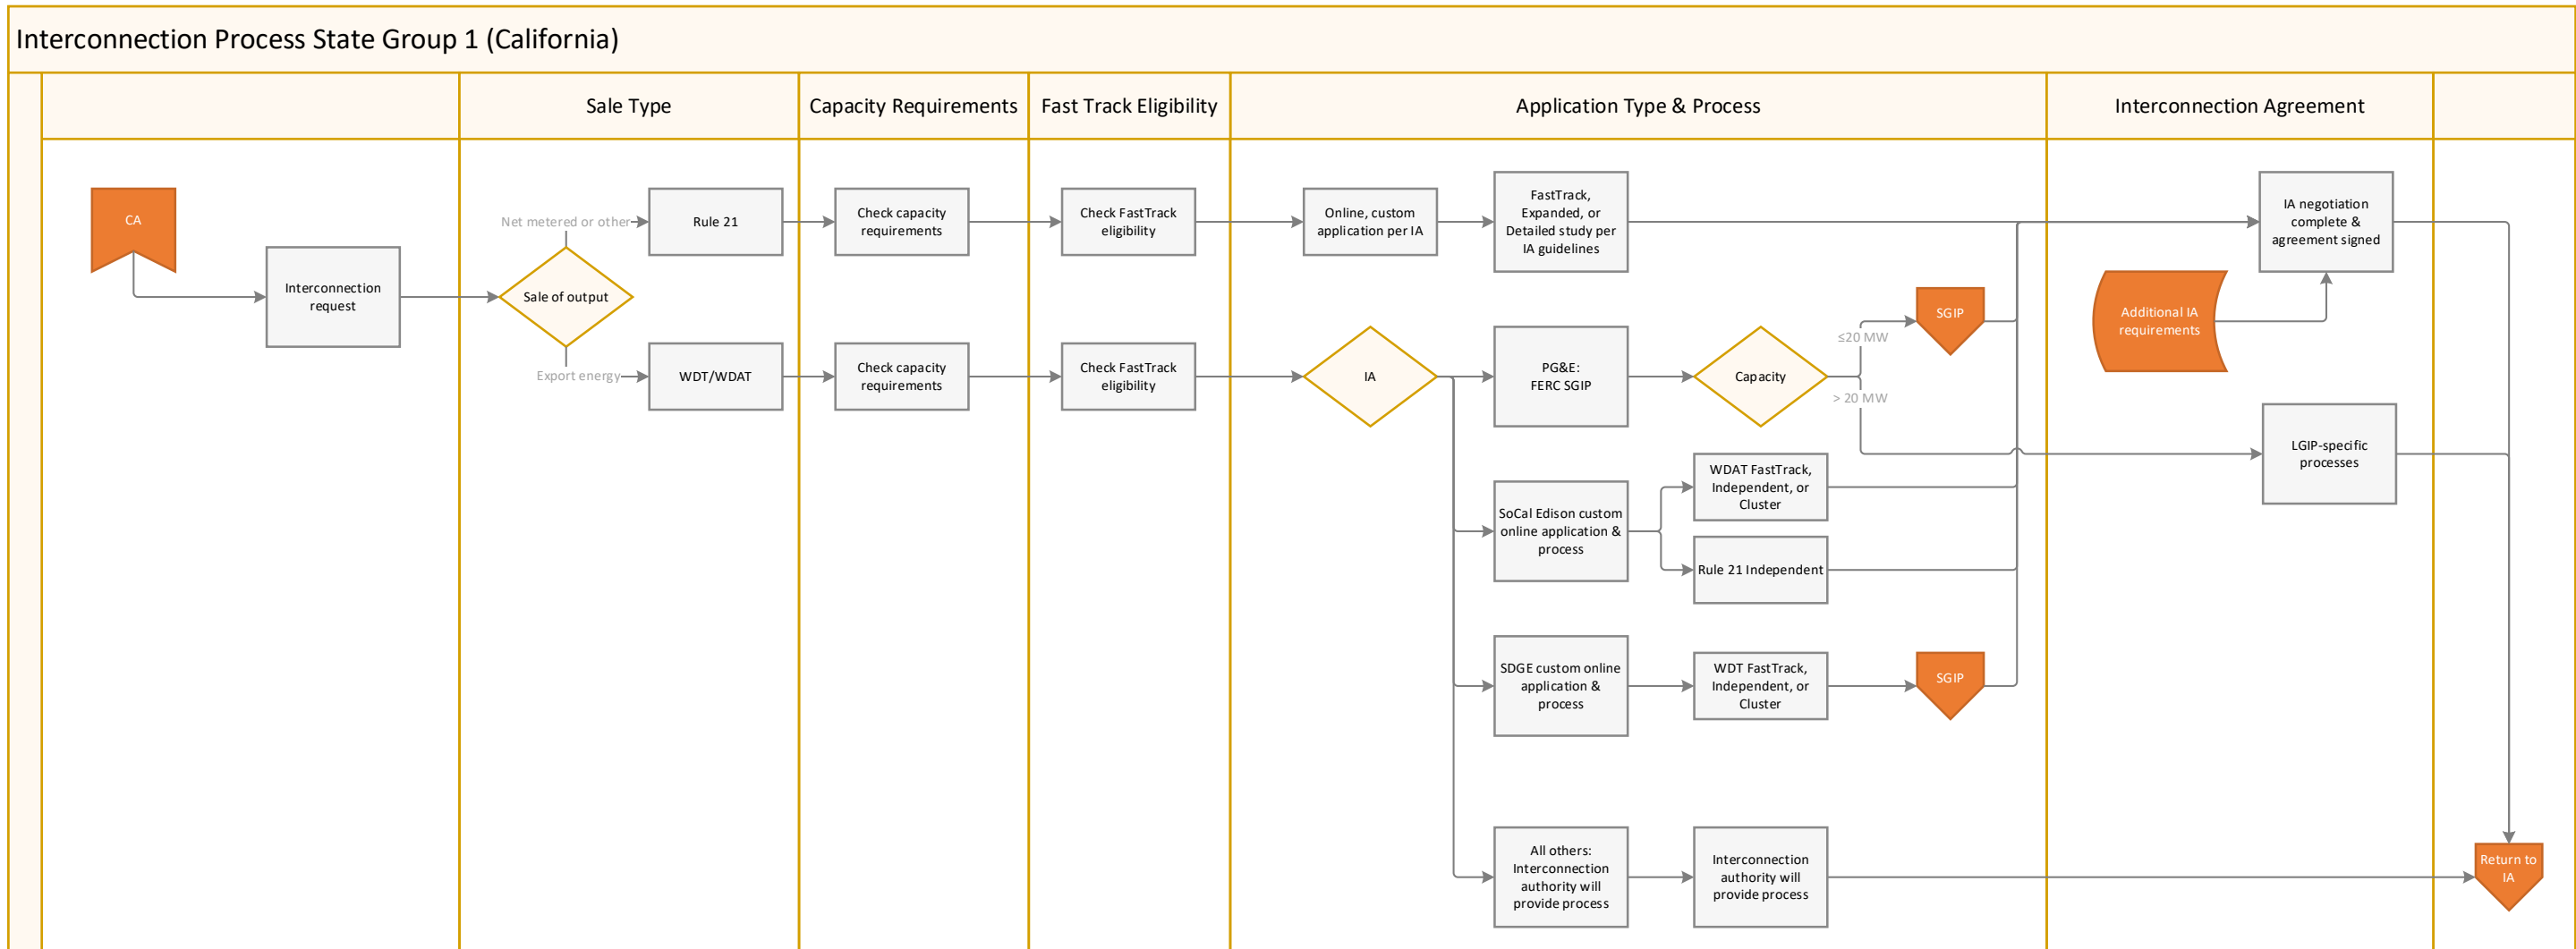 Interconnection Process State Group 1 (California)
Sale Type
Capacity Requirements
Fast Track Eligibility
Application Type & Process
Interconnection Agreement
CA
Interconnection
request
Sale of output
Net metered or other
Rule 21
Check capacity
requirements
Check FastTrack
eligibility
Online, custom
application per IA
FastTrack,
Expanded, or
Detailed study per
IA guidelines
IA negotiation
complete &
agreement signed
Additional IA
requirements
Export energy
WDT/WDAT
Check capacity
requirements
Check FastTrack
eligibility
IA
PG&E:
FERC SGIP
Capacity
≤20 MW
SGIP
> 20 MW
LGIP-specific
processes
SoCal Edison custom
online application &
process
WDAT FastTrack,
Independent, or
Cluster
Rule 21 Independent
SDGE custom online
application &
process
WDT FastTrack,
Independent, or
Cluster
SGIP
All others:
Interconnection
authority will
provide process
Interconnection
authority will
provide process
Return to
IA